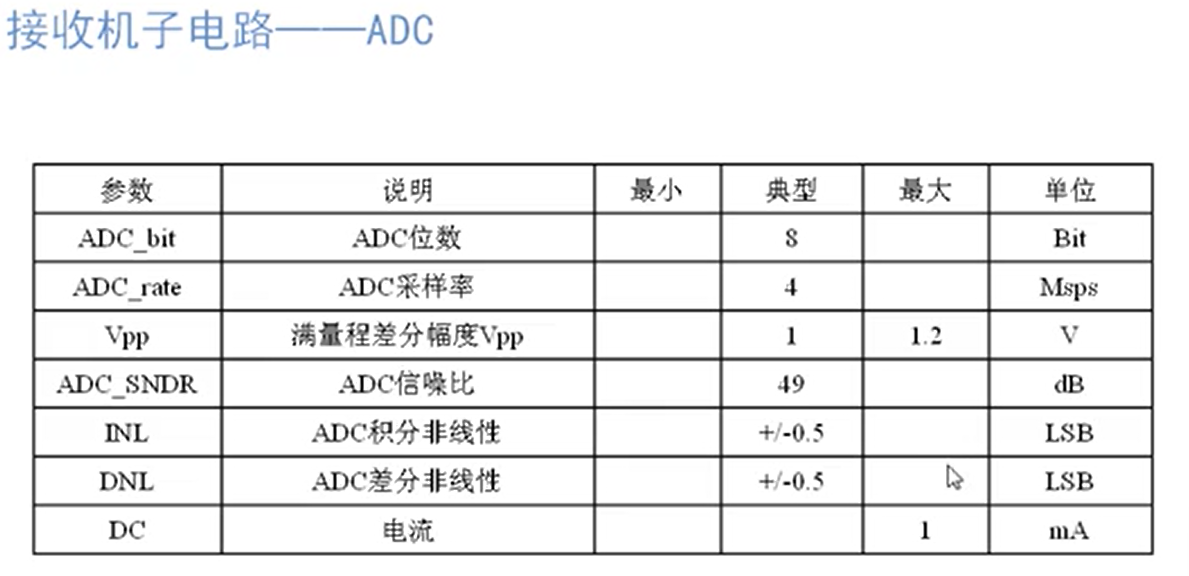 接收机子电路——ADC
参数 说明 最小 典型 最大 单位
ADC_bit ADC位数 8 Bit
ADC_rate ADC采样率 4 Msps
Vpp 满量程差分幅度Vpp 1 1.2 V
ADC_SNDR ADC信噪比 49 dB
INL ADC积分非线性 +/-0.5 LSB
DNL ADC差分非线性 +/-0.5 LSB
DC 电流 1 mA